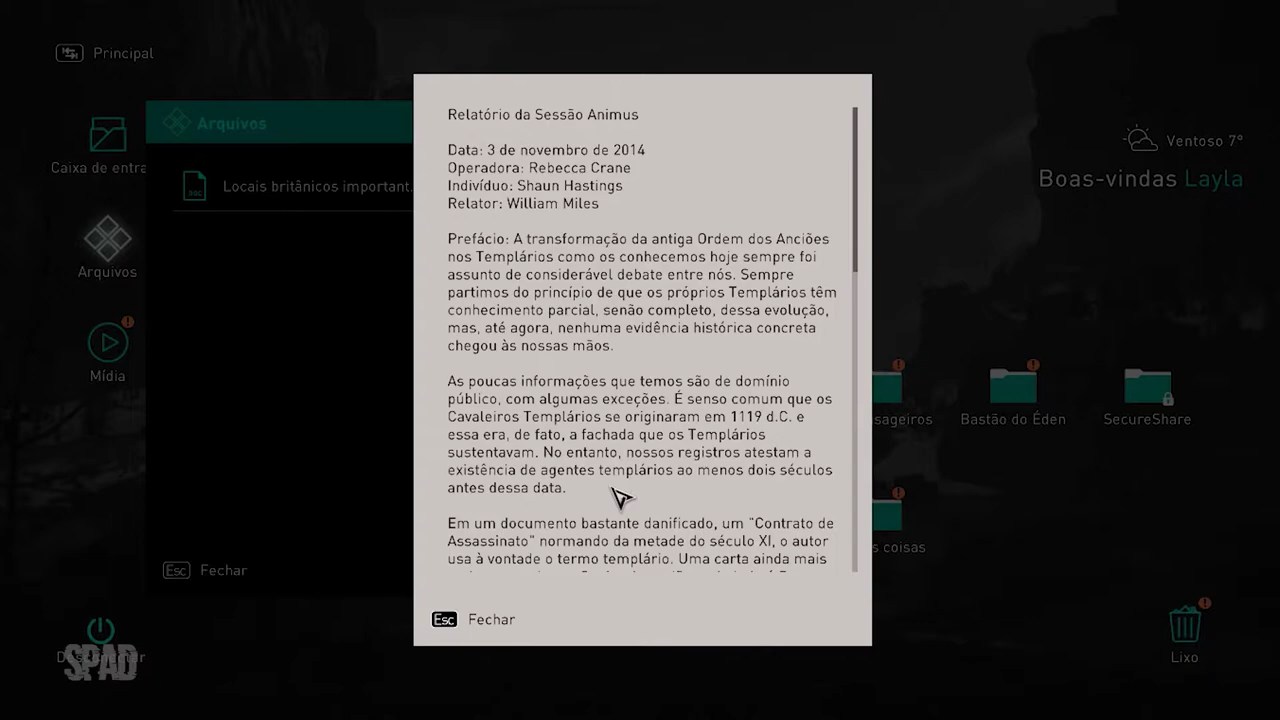 Principal
Caixa de entra
Arquivos
Mídia
Arquivos
Locais britânicos important.
Esc Fechar
Relatório da Sessão Animus
Data: 3 de novembro de 2014
Operadora: Rebecca Crane
Indivíduo: Shaun Hastings
Relator: William Miles
Prefácio: A transformação da antiga Ordem dos Anciões
nos Templários como os conhecemos hoje sempre foi
assunto de considerável debate entre nós. Sempre
partimos do princípio de que os próprios Templários têm
conhecimento parcial, senão completo, dessa evolução,
mas, até agora, nenhuma evidência histórica concreta
chegou às nossas mãos.
As poucas informações que temos são de domínio
público, com algumas exceções. É senso comum que os
Cavaleiros Templários se originaram em 1119 d.C. e
essa era, de fato, a fachada que os Templários
sustentavam. No entanto, nossos registros atestam a
existência de agentes templários ao menos dois séculos
antes dessa data.
Em um documento bastante danificado, um "Contrato de
Assassinato" normando da metade do século XI, o autor
usa à vontade o termo templário. Uma carta ainda mais
Esc Fechar
Ventoso 7°
Boas-vindas Layla
sageiros
Bastão do Éden
SecureShare
s coisas
Lixo
Desconectar
SPAD